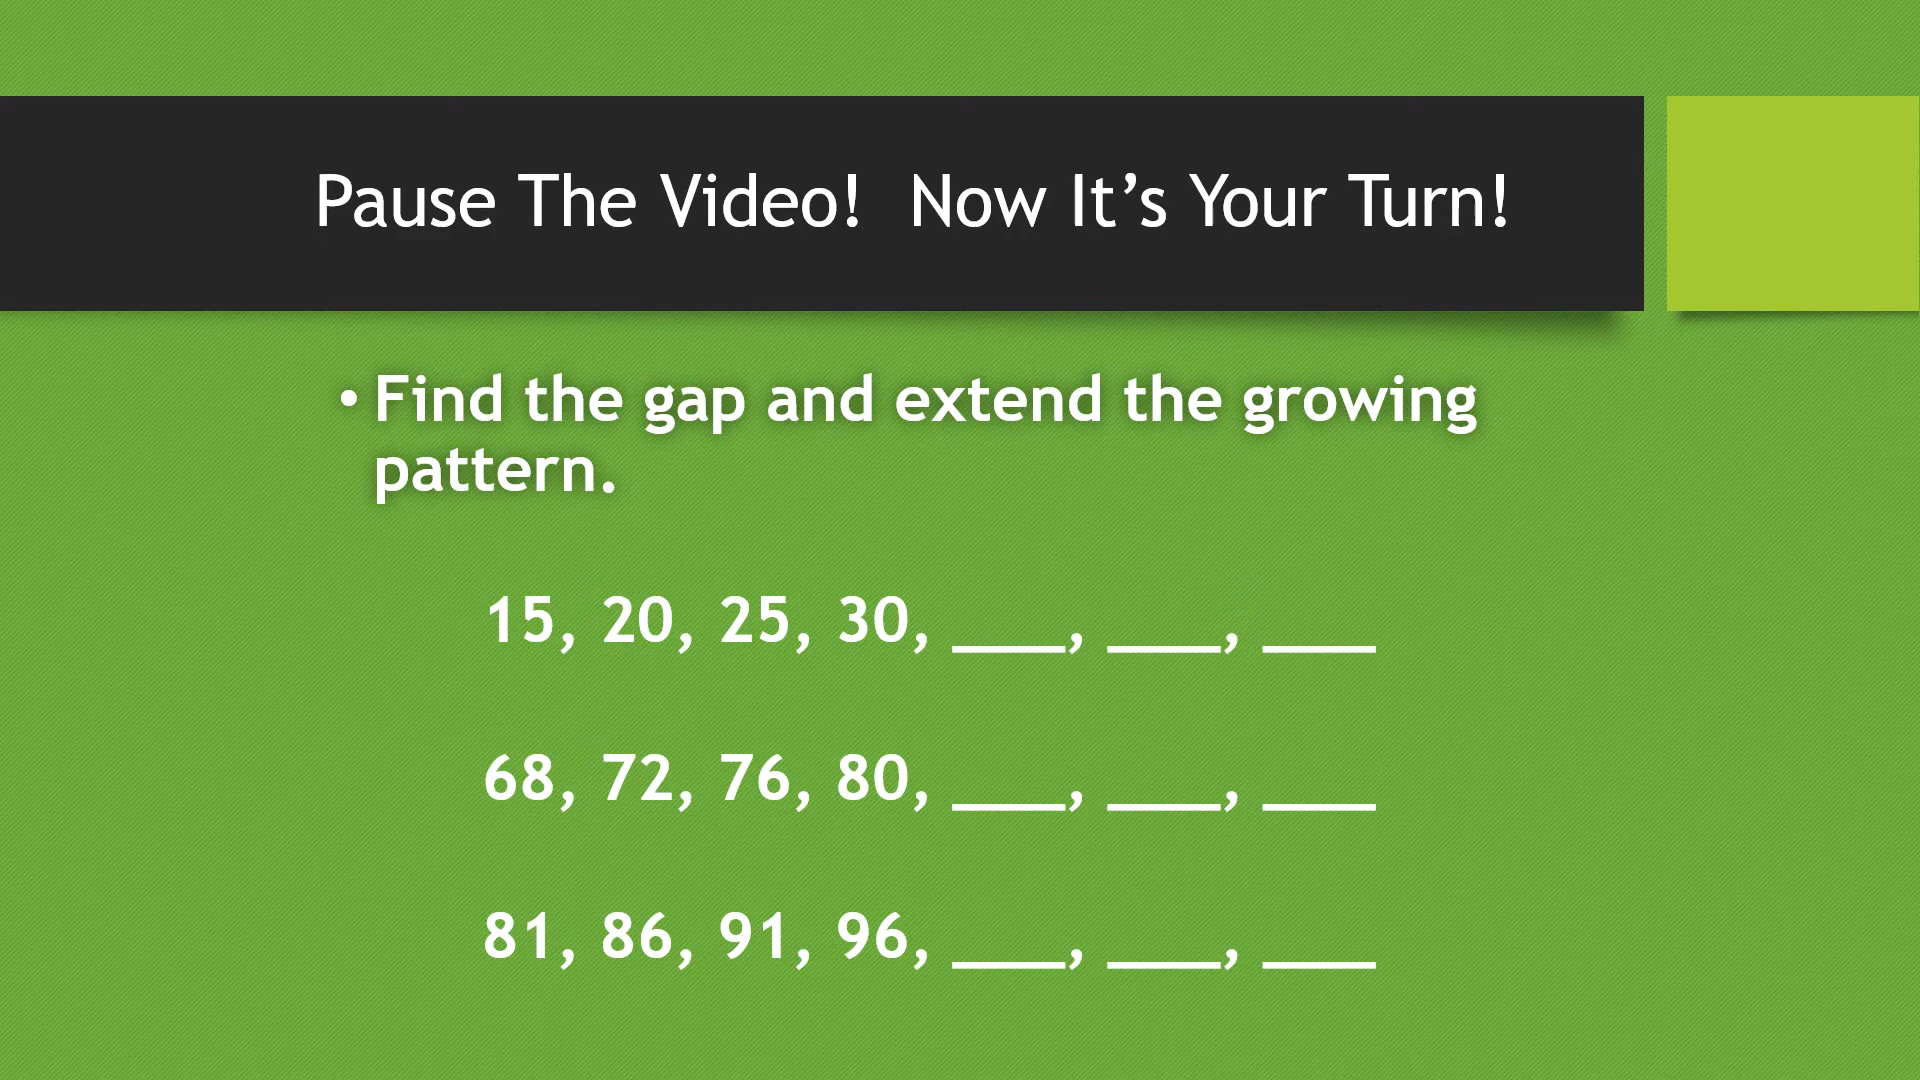 Pause The Video!  Now It’s Your Turn!
• Find the gap and extend the growing
pattern.
15, 20, 25, 30, ___, ___, ___
68, 72, 76, 80, ___, ___, ___
81, 86, 91, 96, ___, ___, ___